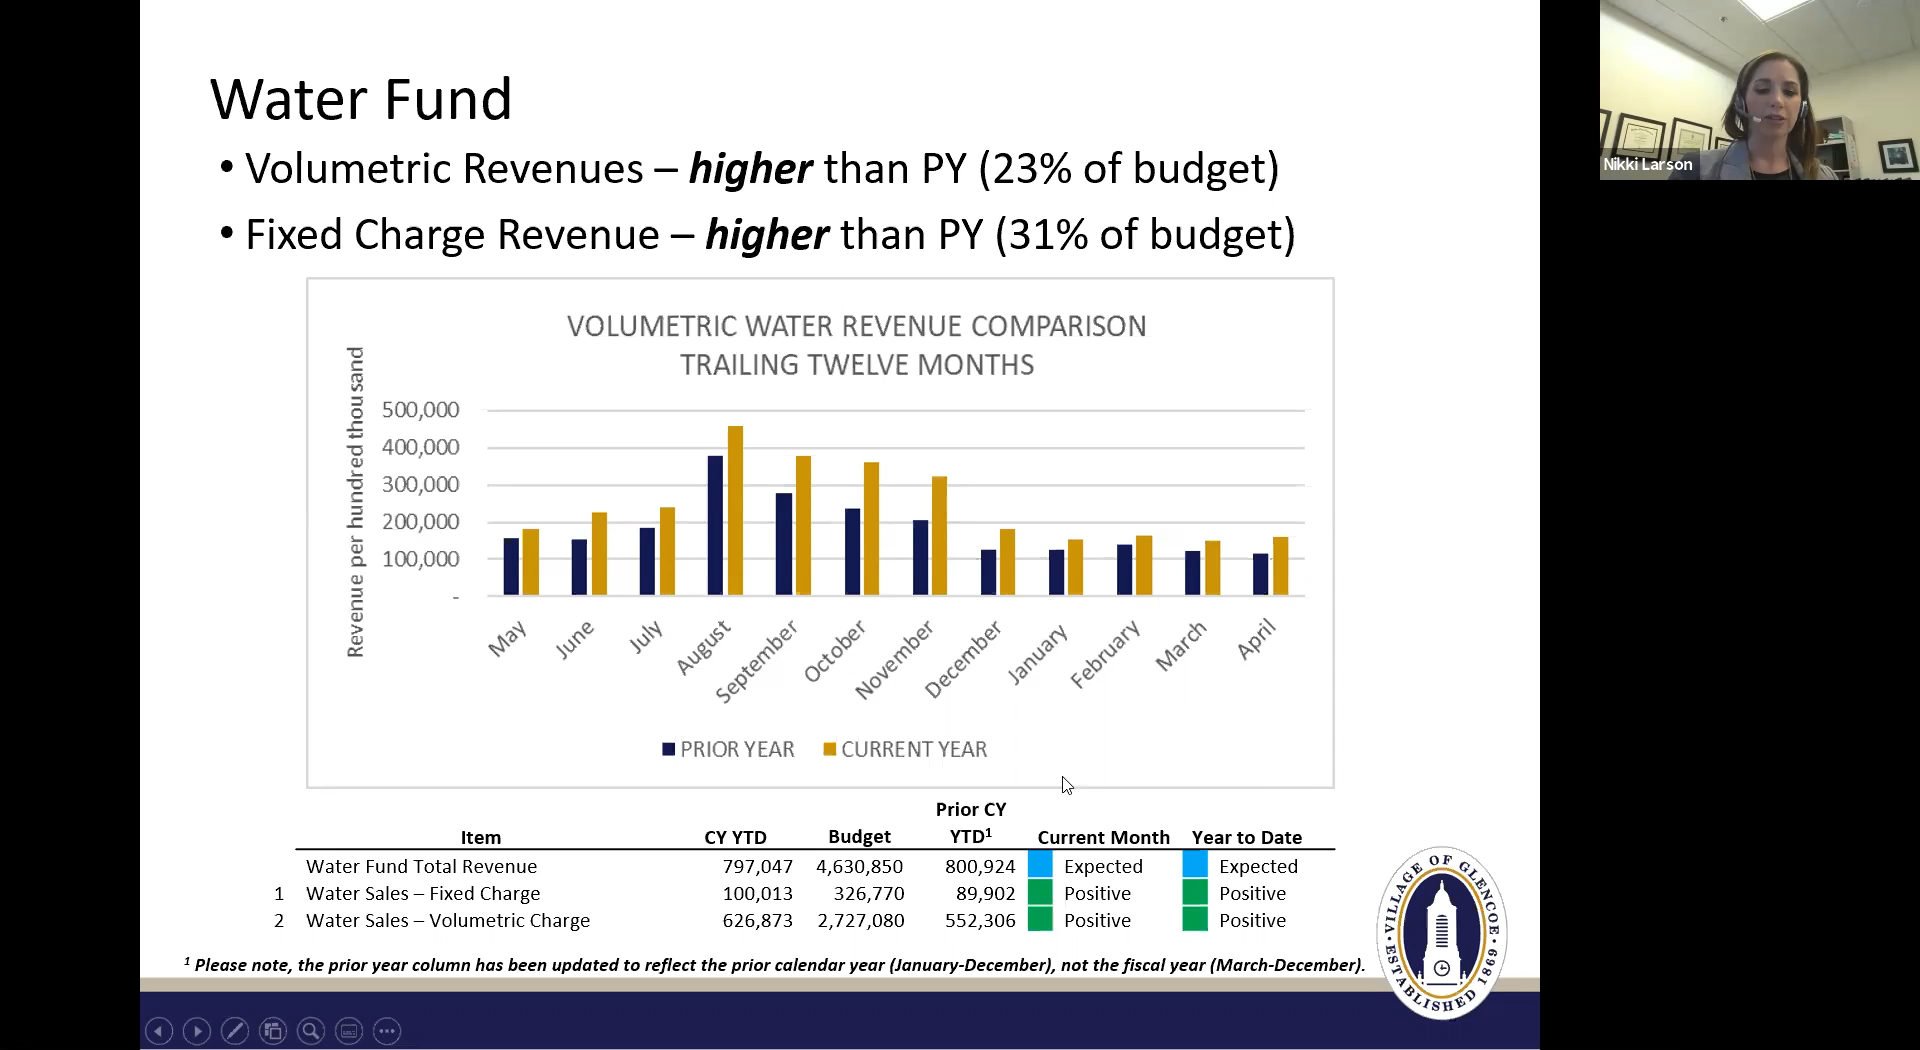 Water Fund
• Volumetric Revenues – higher than PY (23% of budget)
• Fixed Charge Revenue – higher than PY (31% of budget)
VOLUMETRIC WATER REVENUE COMPARISON
TRAILING TWELVE MONTHS
Revenue per hundred thousand
500,000
400,000
300,000
200,000
100,000
-
May
June
July
August
September
October
November
December
January
February
March
April
PRIOR YEAR
CURRENT YEAR
Item CY YTD Budget Prior CY YTD¹ Current Month Year to Date
Water Fund Total Revenue 797,047 4,630,850 800,924 Expected Expected
1 Water Sales – Fixed Charge 100,013 326,770 89,902 Positive Positive
2 Water Sales – Volumetric Charge 626,873 2,727,080 552,306 Positive Positive
¹ Please note, the prior year column has been updated to reflect the prior calendar year (January-December), not the fiscal year (March-December).
VILLAGE OF GLENCOE
ESTABLISHED 1869
Nikki Larson